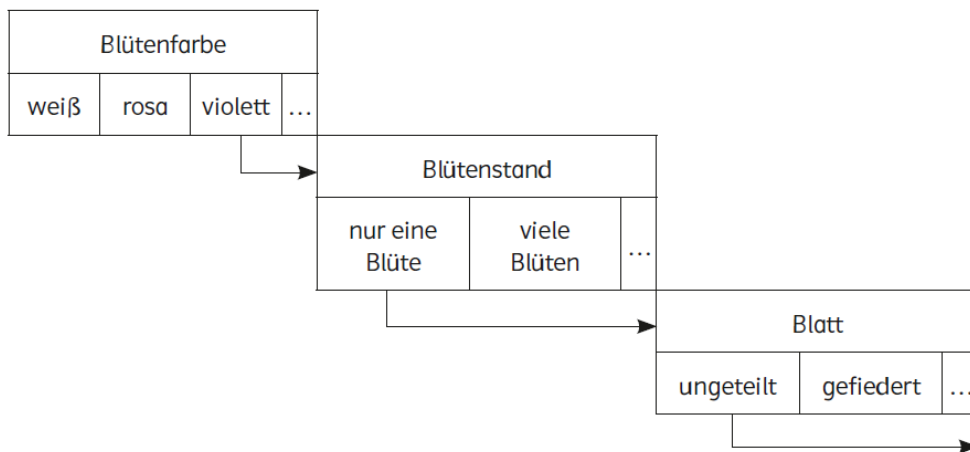 Blütenfarbe
weiß rosa violett ...
Blütenstand
nur eine viele
Blüte Blüten ...
Blatt
ungeteilt gefiedert ...